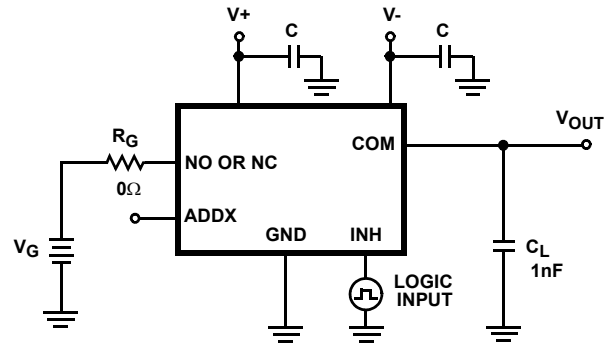 V+
C
V-
C
RG
0Ω
NO OR NC
COM
VOUT
ADDX
VG
GND
INH
LOGIC
INPUT
CL
1nF